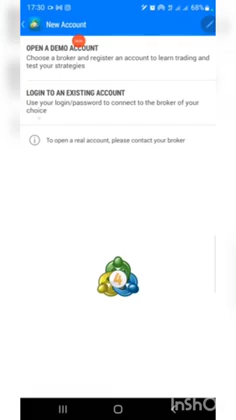 17:30
68%
New Account
OPEN A DEMO ACCOUNT
Choose a broker and register an account to learn trading and
test your strategies
LOGIN TO AN EXISTING ACCOUNT
Use your login/password to connect to the broker of your
choice
To open a real account, please contact your broker
4
InShO